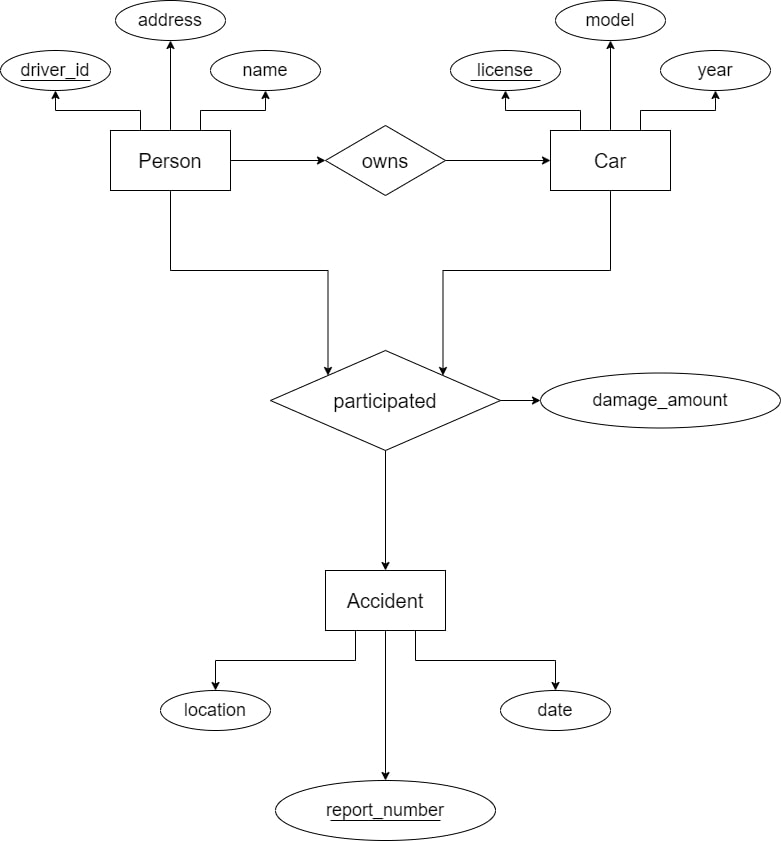 address
model
driver_id
name
license
year
Person
owns
Car
participated
damage_amount
Accident
location
date
report_number